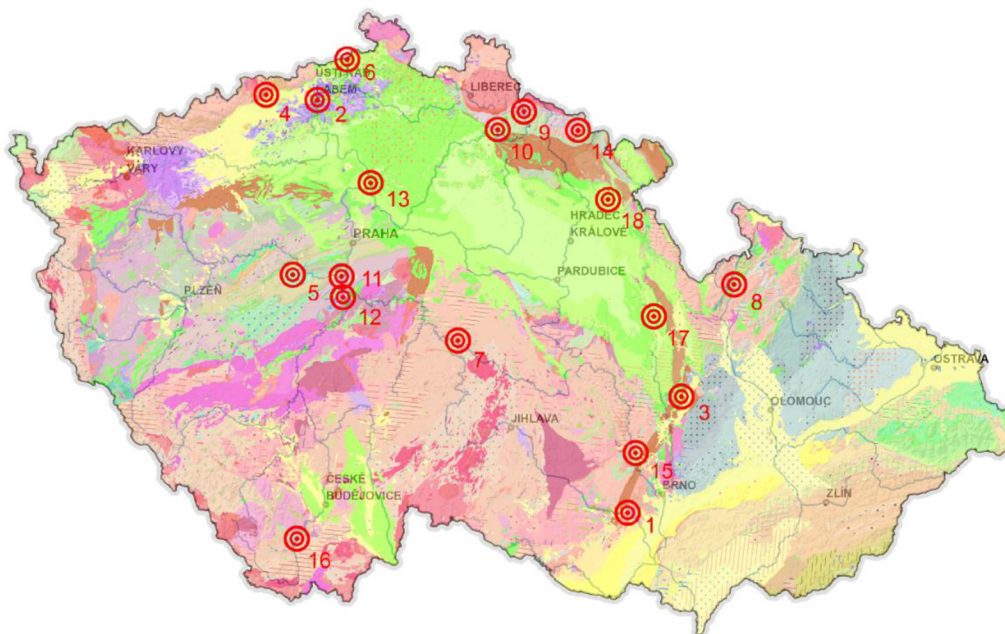 6
ÚSTÍ NAD
LABEM
4
2
LIBEREC
9
10
14
KARLOVY
VARY
13
18
HRADEC
KRÁLOVÉ
PRAHA
PARDUBICE
5
11
12
PLZEŇ
8
17
7
OSTRAVA
3
OLOMOUC
JIHLAVA
15
ČESKÉ
BUDĚJOVICE
BRNO
ZLÍN
1
16